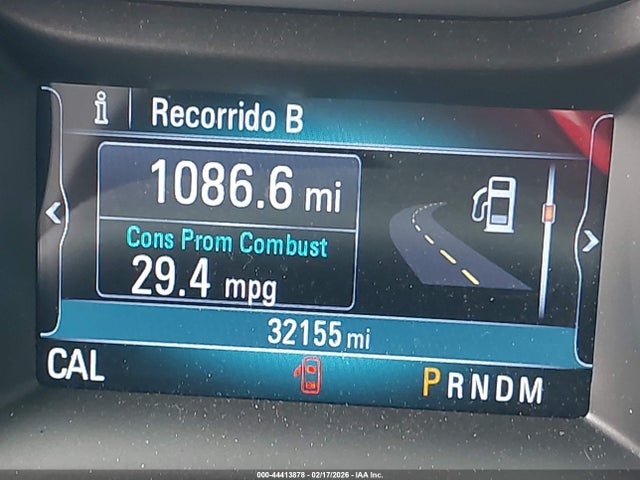 i Recorrido B
1086.6 mi
Cons Prom Combust
29.4 mpg
32155 mi
CAL PRNDM
000-44413878 - 02/17/2026 - IAA Inc.